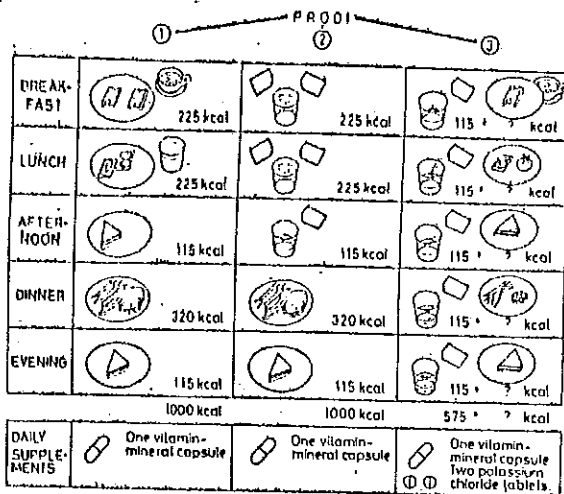 PRODI
① ② ③
BREAK-FAST
225 kcal
225 kcal
115 + ? kcal
LUNCH
225 kcal
225 kcal
115 + ? kcal
AFTER-NOON
115 kcal
115 kcal
115 + ? kcal
DINNER
320 kcal
320 kcal
115 + ? kcal
EVENING
115 kcal
115 kcal
115 + ? kcal
1000 kcal
1000 kcal
575 + ? kcal
DAILY
SUPPLE-
MENTS
One vitamin-
mineral capsule
One vitamin-
mineral capsule
One vitamin-
mineral capsule
Two potassium
chloride tablets.